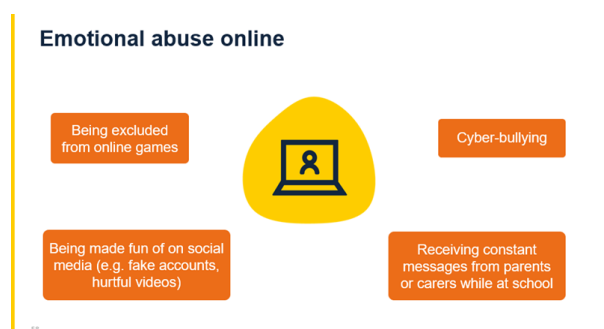 Emotional abuse online
Being excluded
from online games
Cyber-bullying
Being made fun of on social
media (e.g. fake accounts,
hurtful videos)
Receiving constant
messages from parents
or carers while at school